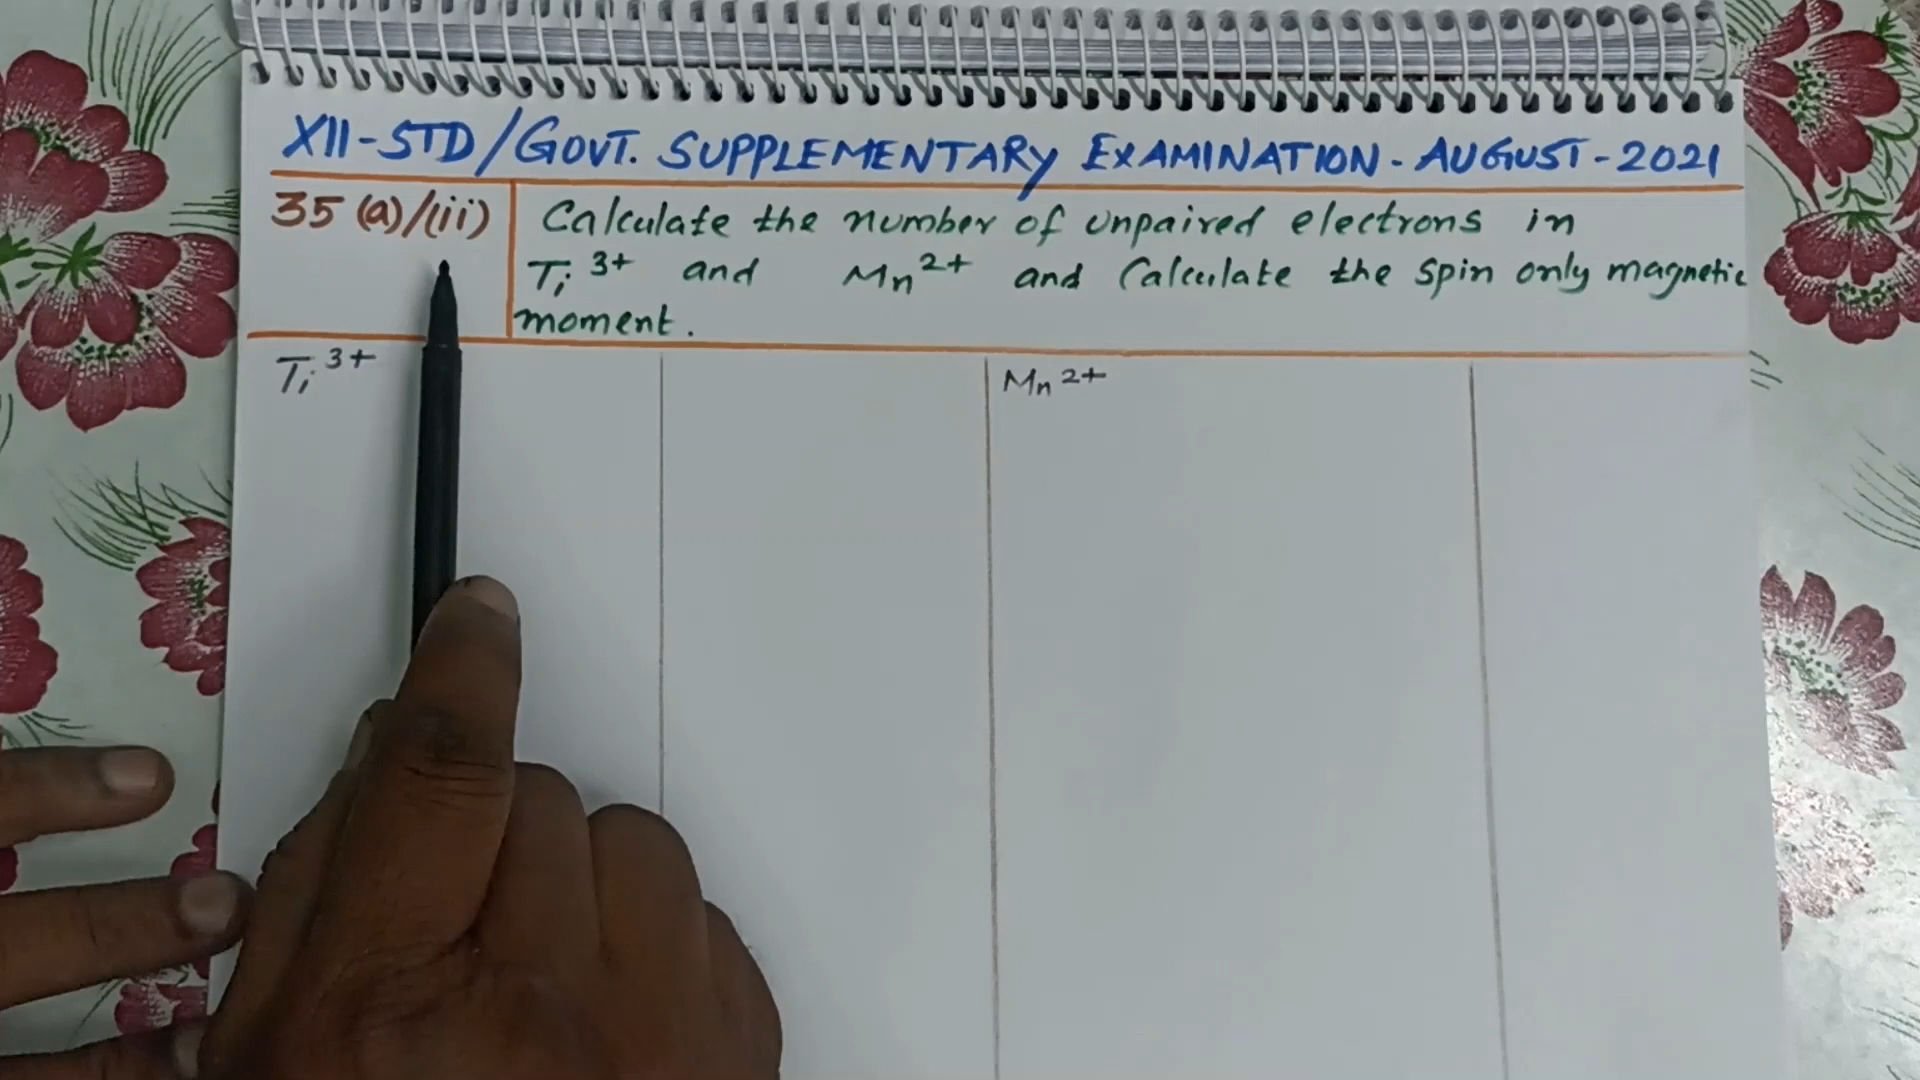 XII-STD/GOVT. SUPPLEMENTARY EXAMINATION - AUGUST - 2021
35 (a)/(ii)
Calculate the number of unpaired electrons in
Ti 3+ and Mn 2+ and Calculate the spin only magnetic
moment.
Ti 3+
Mn 2+